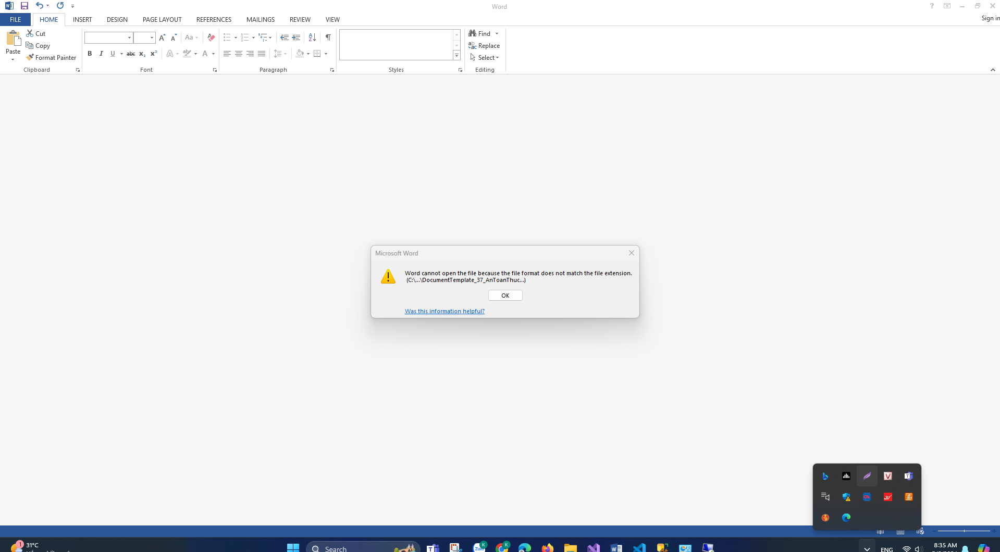 Word
FILE
HOME
INSERT
DESIGN
PAGE LAYOUT
REFERENCES
MAILINGS
REVIEW
VIEW
Sign in
Paste
Cut
Copy
Format Painter
Clipboard
Font
Paragraph
Styles
Find
Replace
Select
Editing
Microsoft Word
Word cannot open the file because the file format does not match the file extension.
(C:\...\DocumentTemplate_37_AnToanThuc...)
OK
Was this information helpful?
1
31°C
Search
ENG
8:35 AM